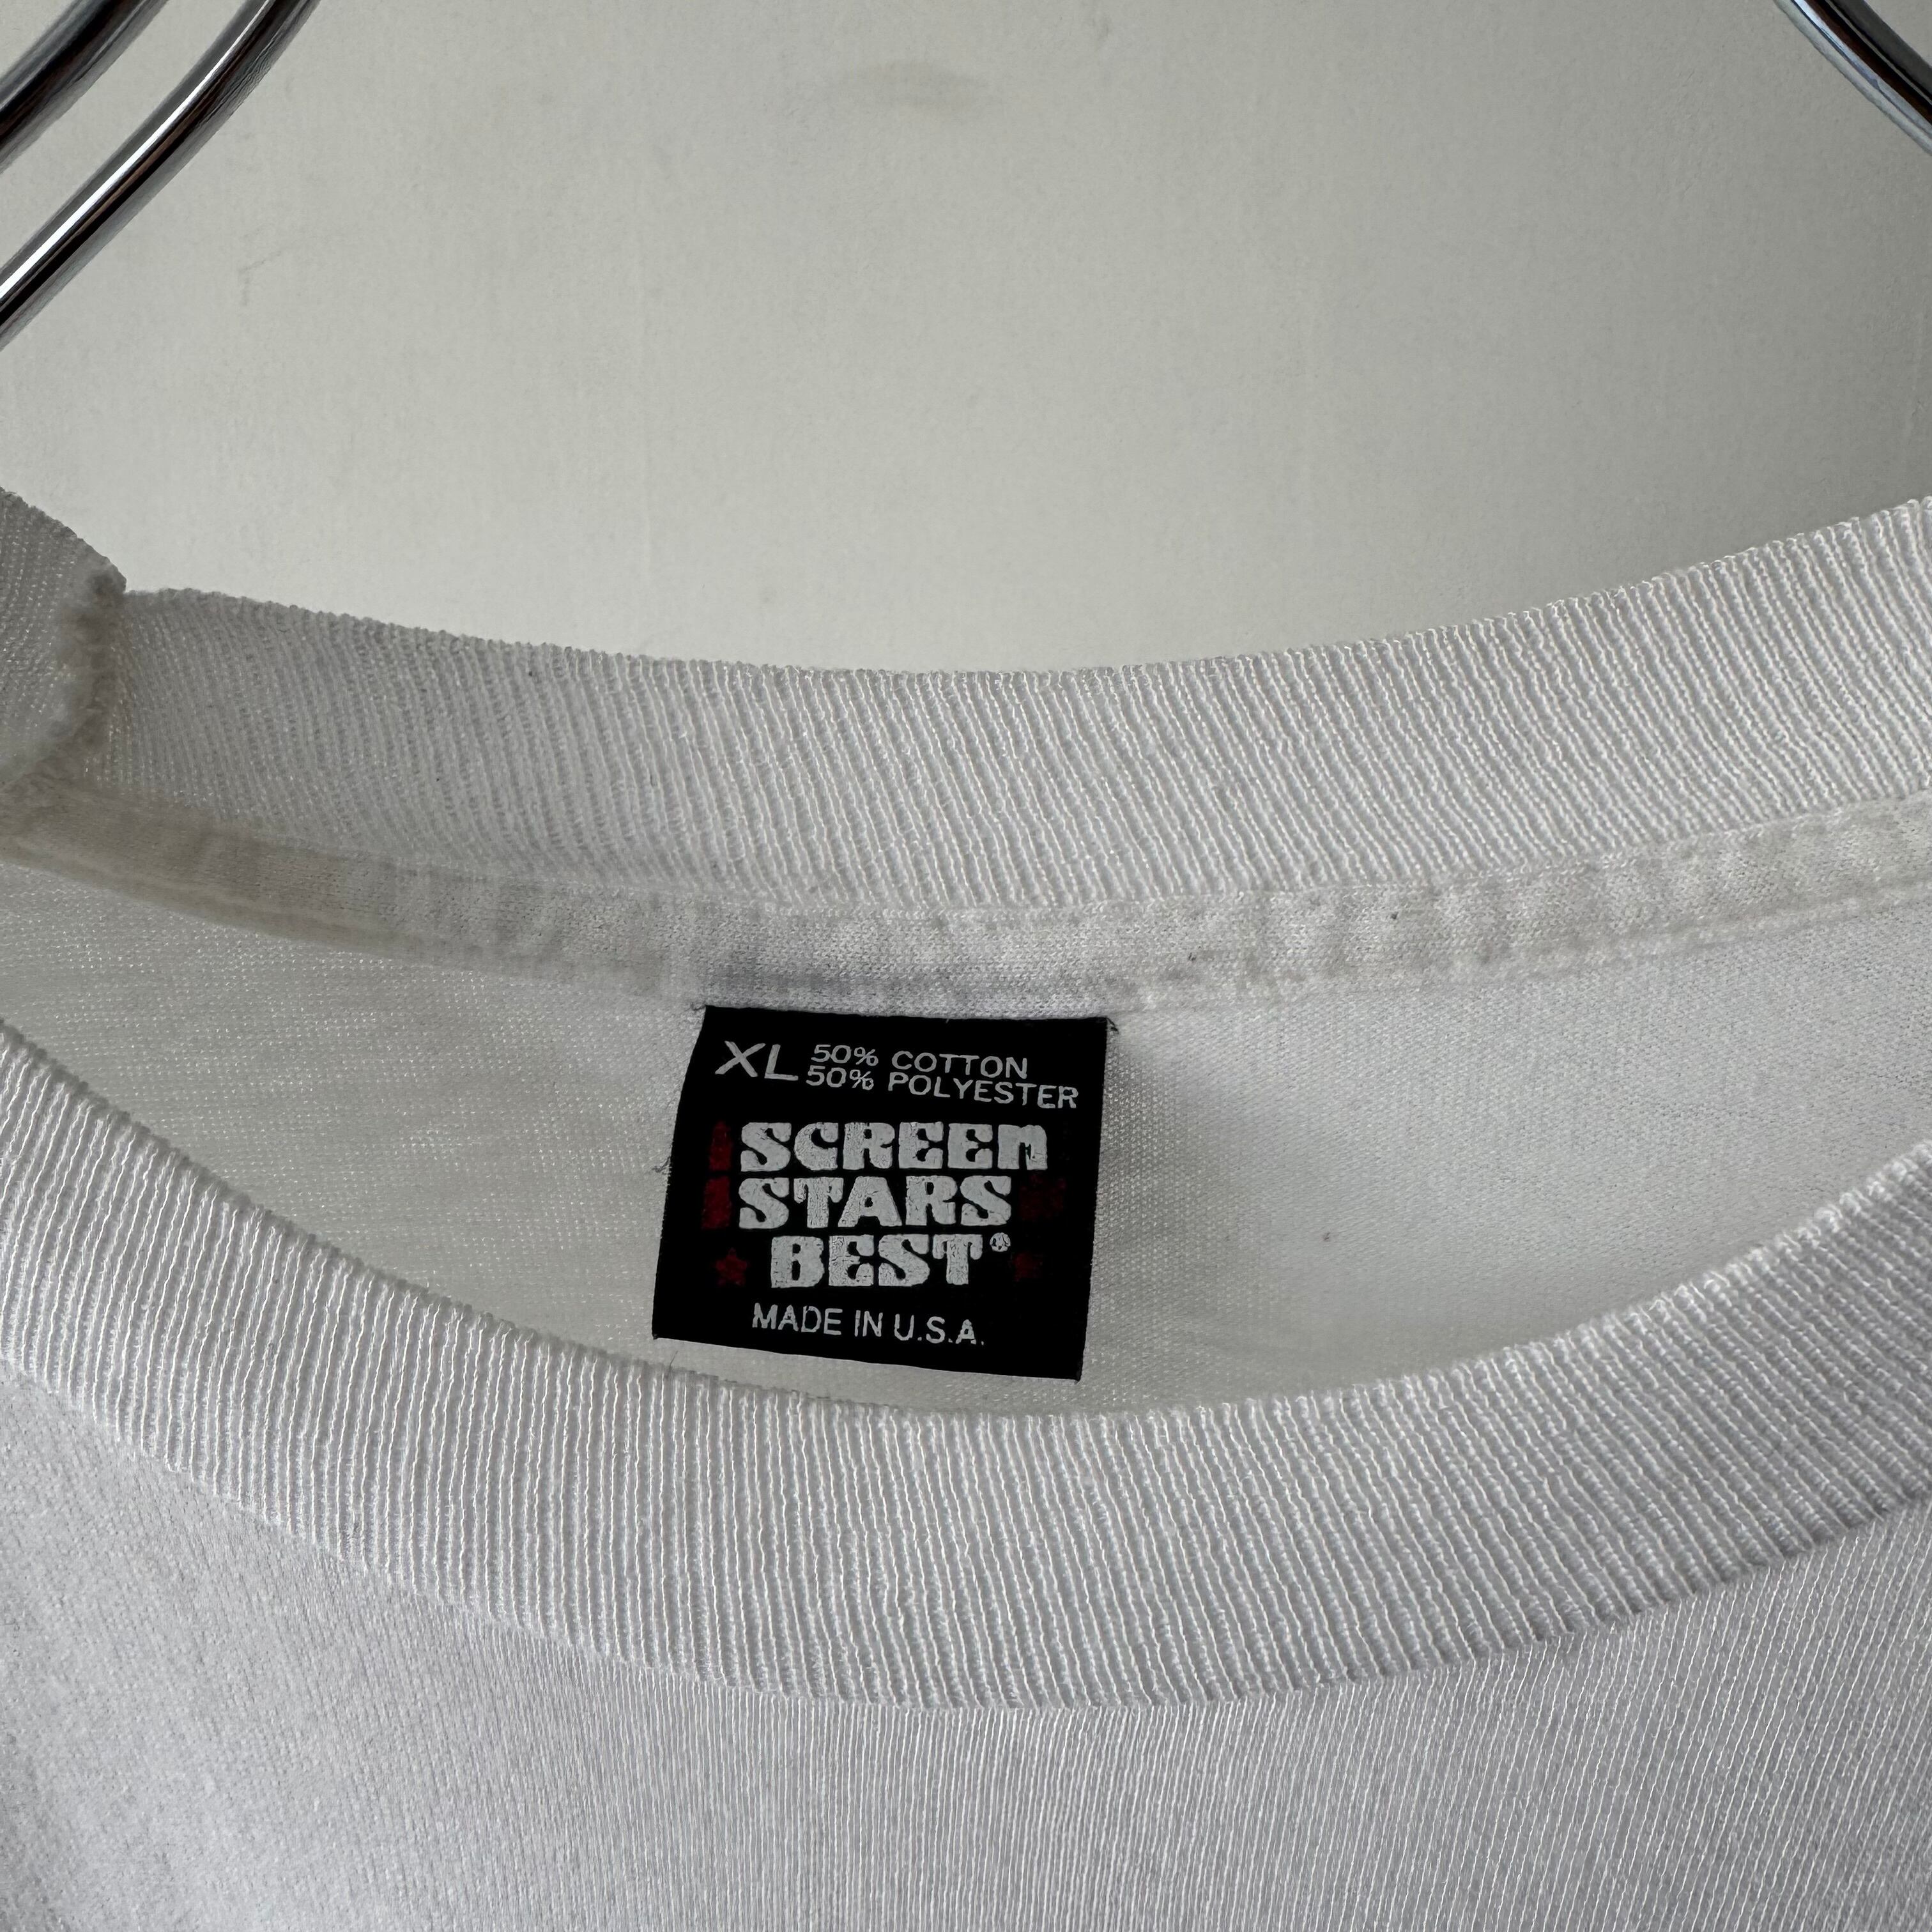 XL 50% COTTON
50% POLYESTER
SCREEN
STARS
BEST®
MADE IN U.S.A.